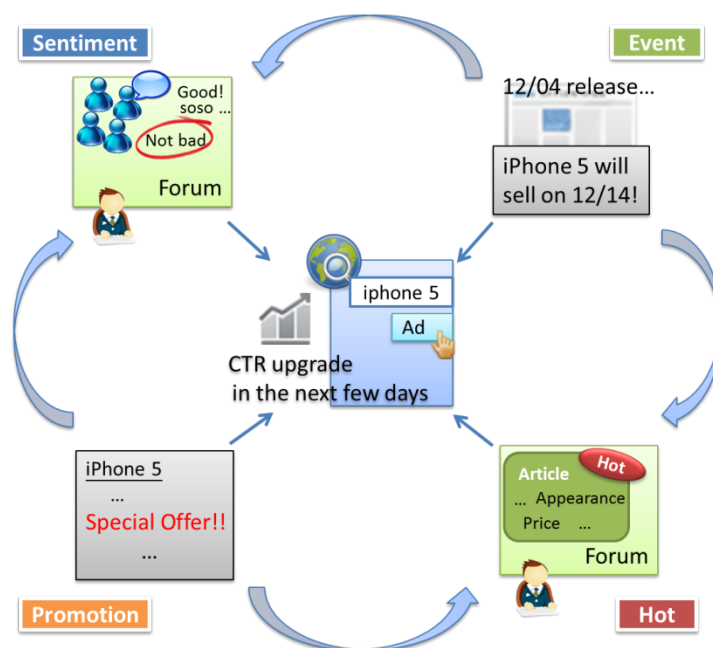 Sentiment
Event
Good!
soso ...
Not bad
Forum
12/04 release...
iPhone 5 will
sell on 12/14!
iphone 5
Ad
CTR upgrade
in the next few days
iPhone 5
...
Special Offer!!
...
Article
Hot
... Appearance
Price ...
Forum
Promotion
Hot